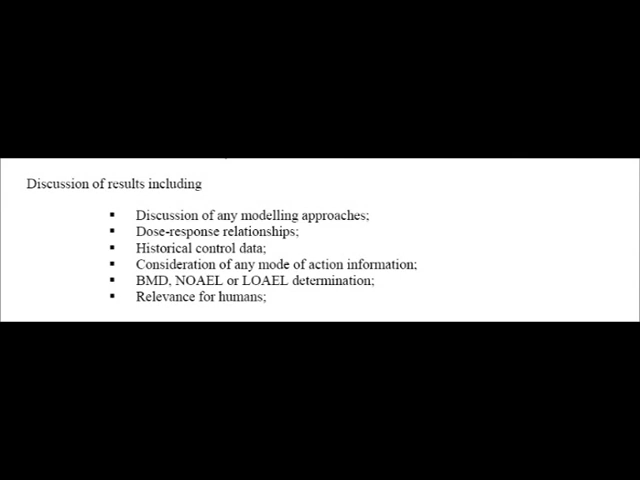 Discussion of results including
▪ Discussion of any modelling approaches;
▪ Dose-response relationships;
▪ Historical control data;
▪ Consideration of any mode of action information;
▪ BMD, NOAEL or LOAEL determination;
▪ Relevance for humans;